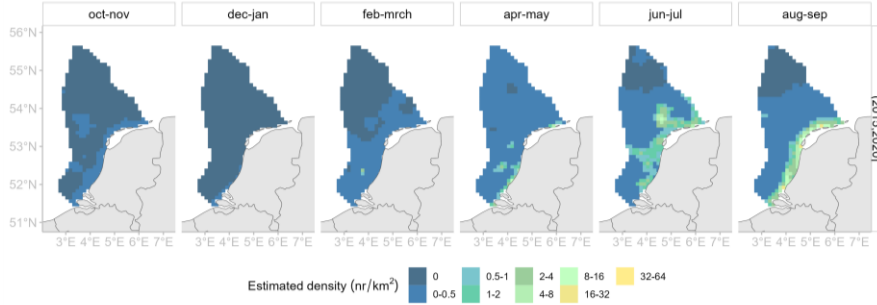 oct-nov dec-jan feb-mrch apr-may jun-jul aug-sep
56°N
55°N
54°N
53°N
52°N
51°N
3°E 4°E 5°E 6°E 7°E 3°E 4°E 5°E 6°E 7°E 3°E 4°E 5°E 6°E 7°E 3°E 4°E 5°E 6°E 7°E 3°E 4°E 5°E 6°E 7°E 3°E 4°E 5°E 6°E 7°E
Estimated density (nr/km²)
0 0.5-1 2-4 8-16 32-64
0-0.5 1-2 4-8 16-32